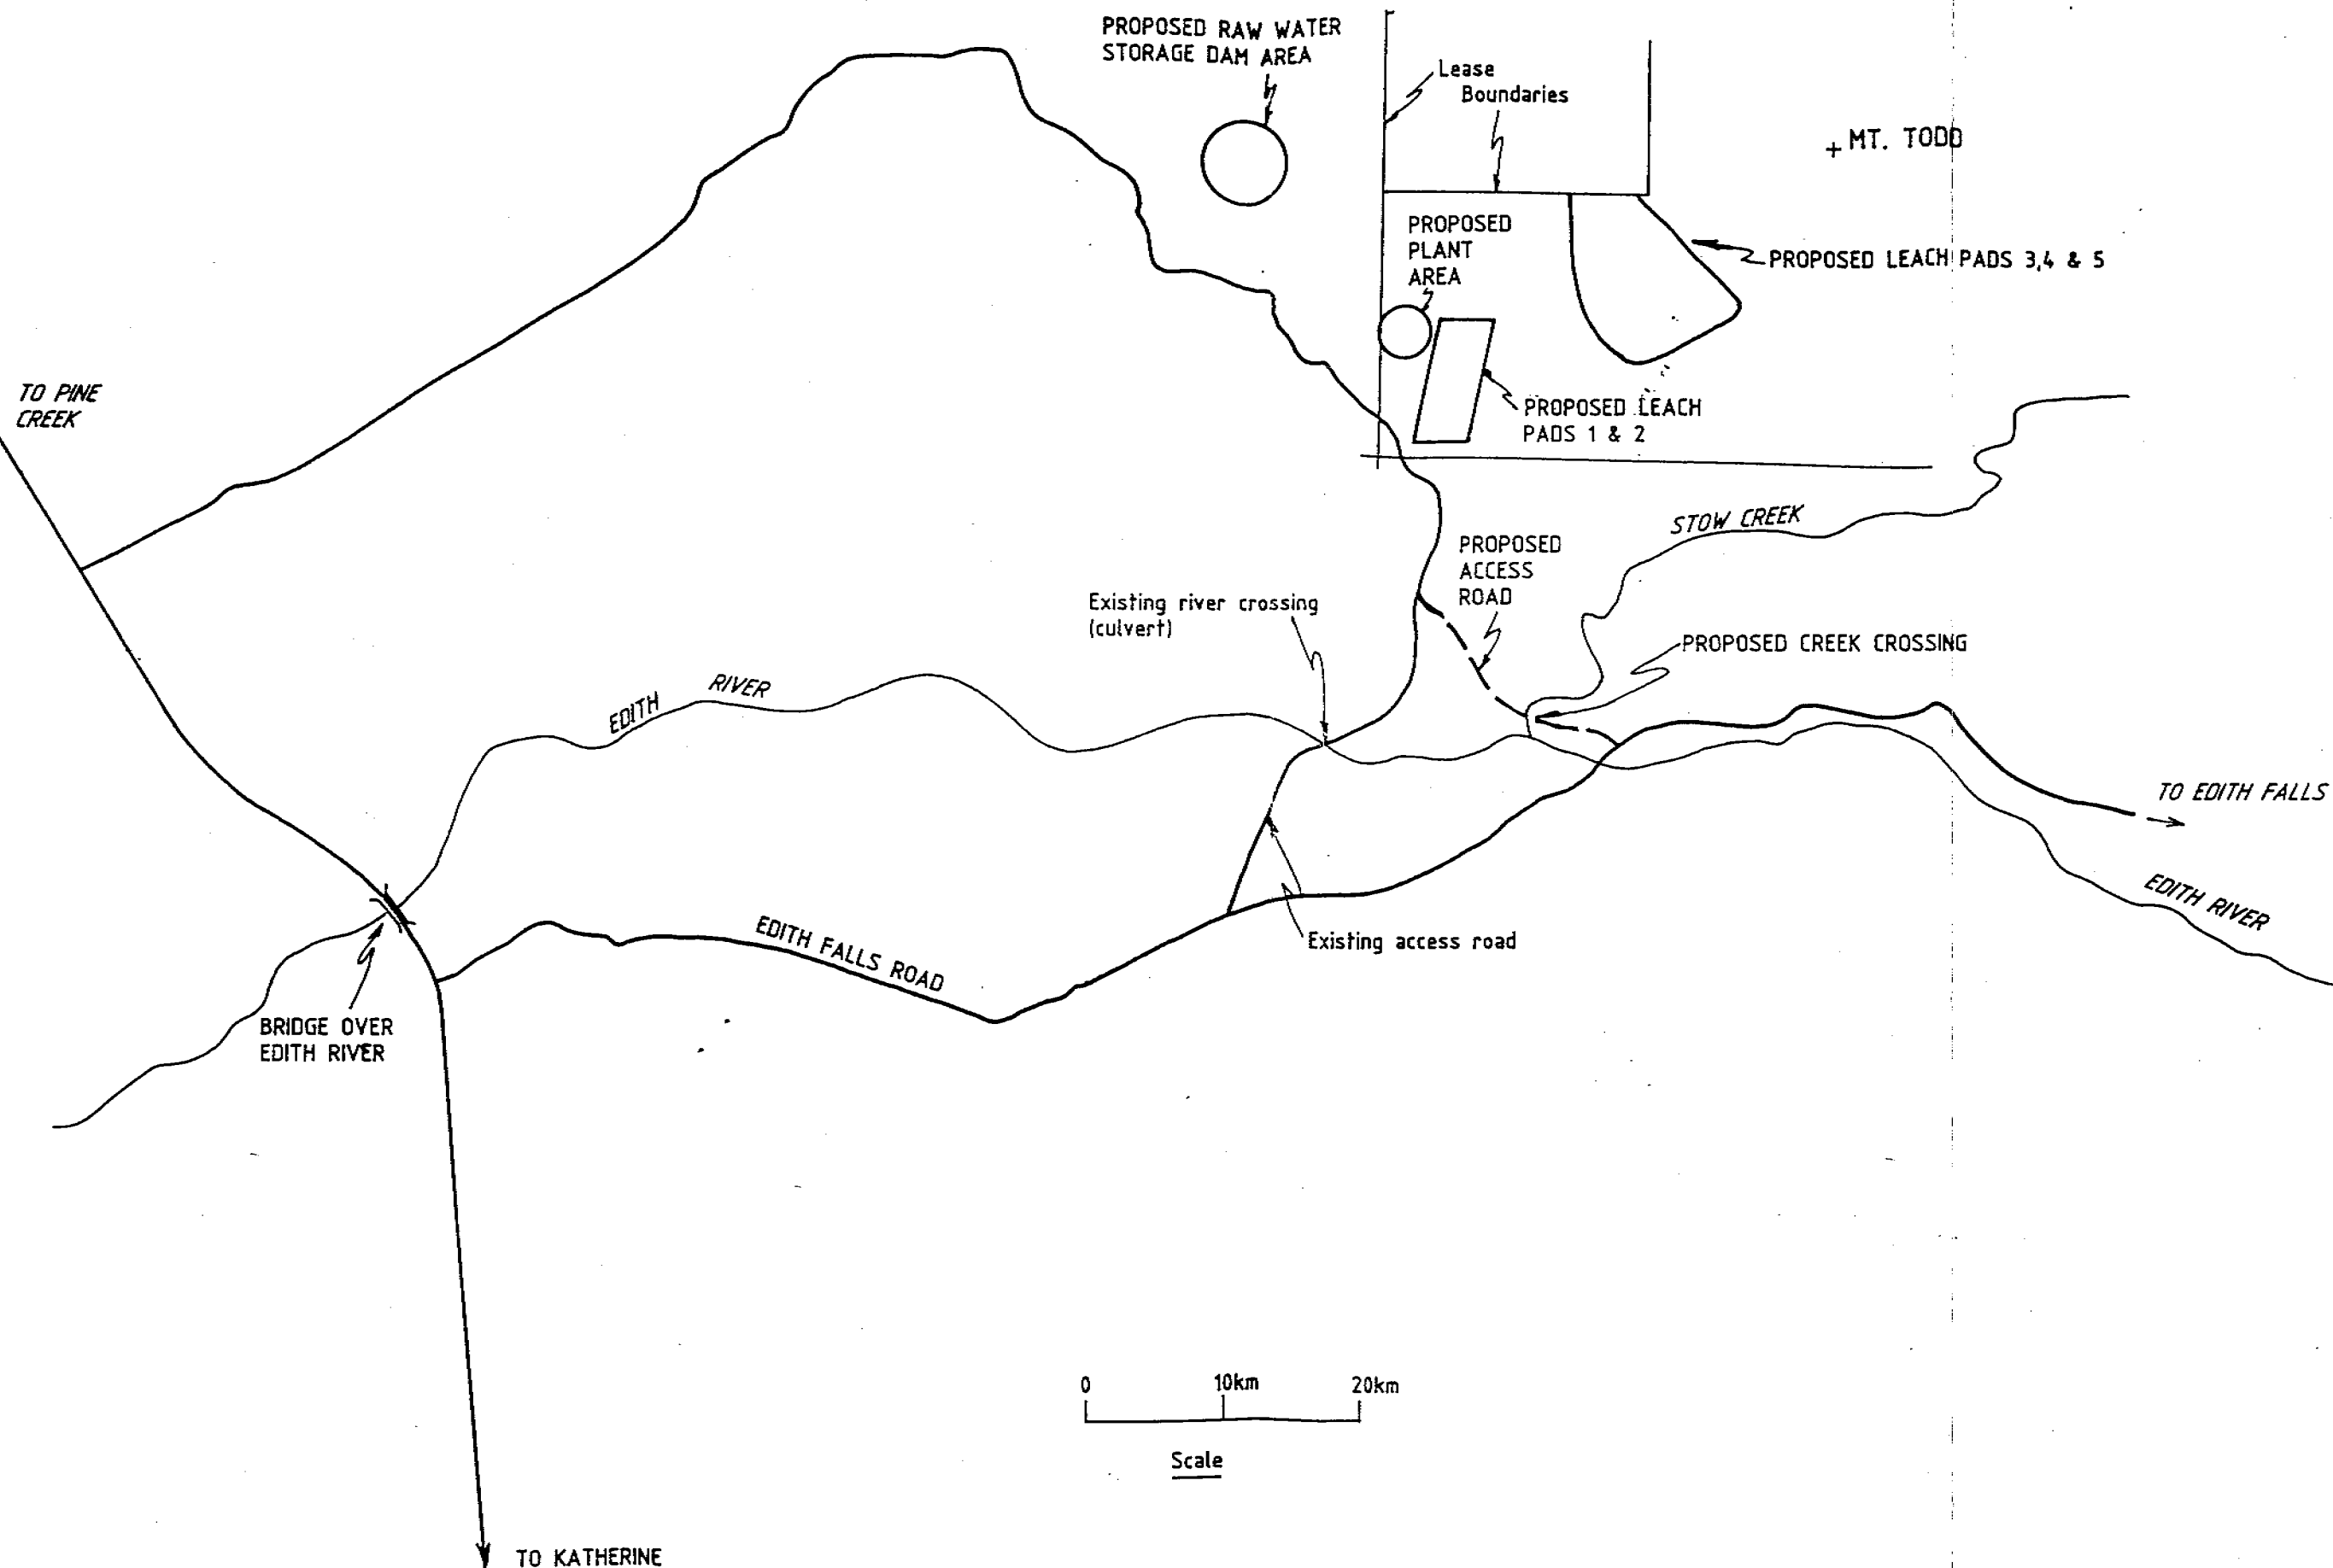 PROPOSED RAW WATER
STORAGE DAM AREA
Lease
Boundaries
+ MT. TODD
PROPOSED
PLANT
AREA
PROPOSED LEACH PADS 3,4 & 5
TO PINE
CREEK
PROPOSED LEACH
PADS 1 & 2
STOW CREEK
PROPOSED
ACCESS
ROAD
Existing river crossing
(culvert)
PROPOSED CREEK CROSSING
EDITH RIVER
TO EDITH FALLS
EDITH RIVER
EDITH FALLS ROAD
Existing access road
BRIDGE OVER
EDITH RIVER
0 10km 20km
Scale
TO KATHERINE